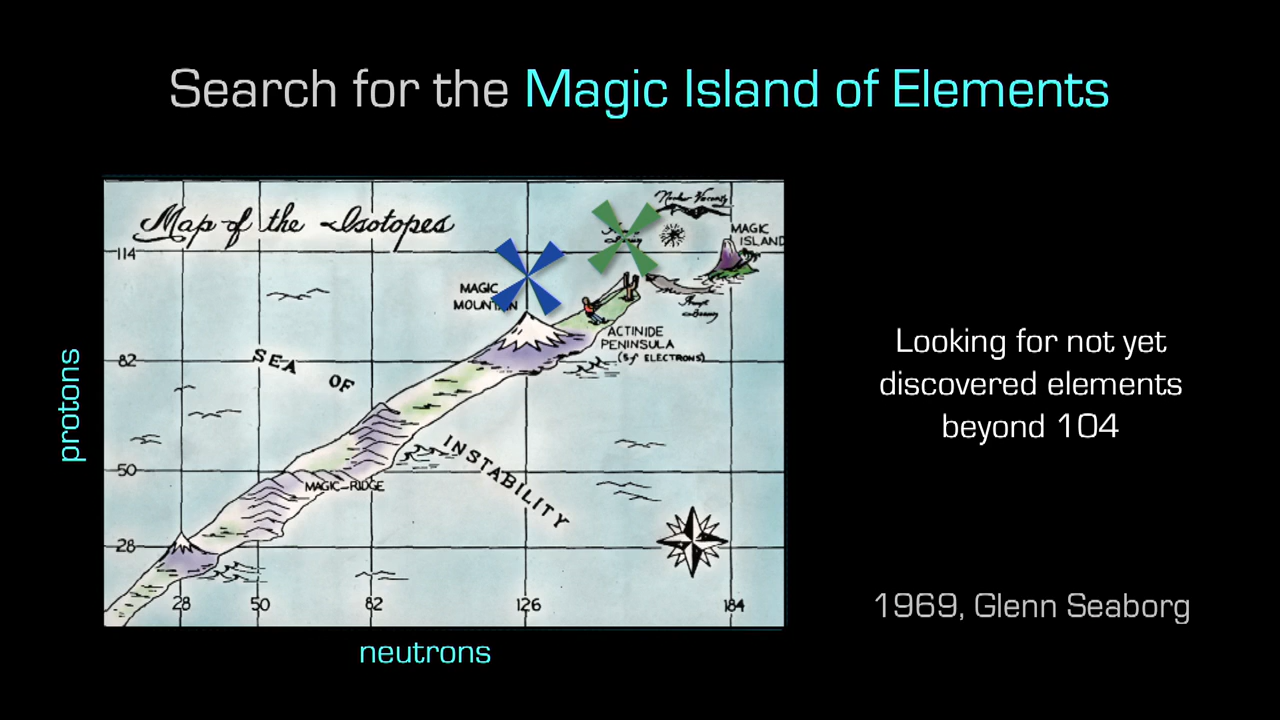 Search for the Magic Island of Elements
Map of the Isotopes
114
MAGIC
ISLAND
MAGIC
MOUNTAIN
ACTINIDE
PENINSULA
(5f ELECTRONS)
82
SEA OF
INSTABILITY
50
MAGIC-RIDGE
28
28 50 82 126 184
protons
neutrons
Looking for not yet
discovered elements
beyond 104
1969, Glenn Seaborg